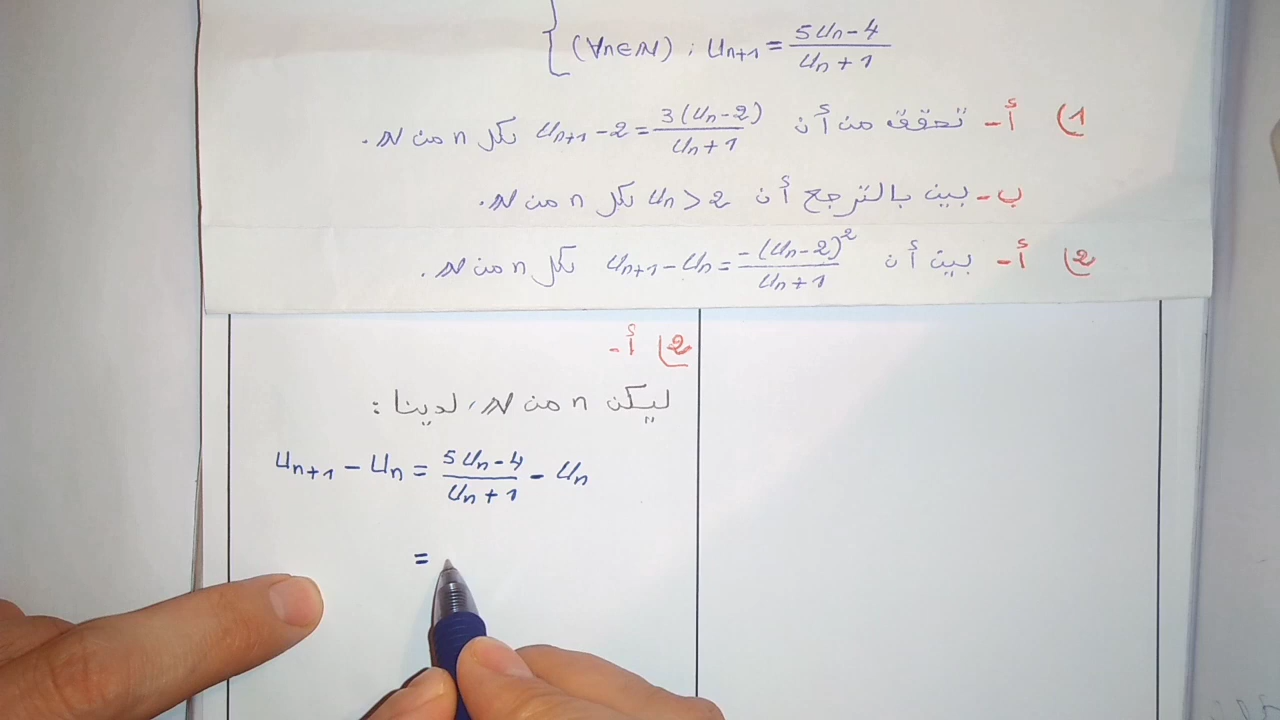 (∀n∈ℕ) ; Un+1 = (5Un-4)/(Un+1)
1) أ- تحقق من أن Un+1 - 2 = 3(Un-2)/(Un+1) لكل n من ℕ.
ب- بين بالترجع أن Un > 2 لكل n من ℕ.
2) أ- بين أن Un+1 - Un = -(Un-2)²/(Un+1) لكل n من ℕ.
2) أ-
ليكن n من ℕ، لدينا :
Un+1 - Un = (5Un-4)/(Un+1) - Un
=